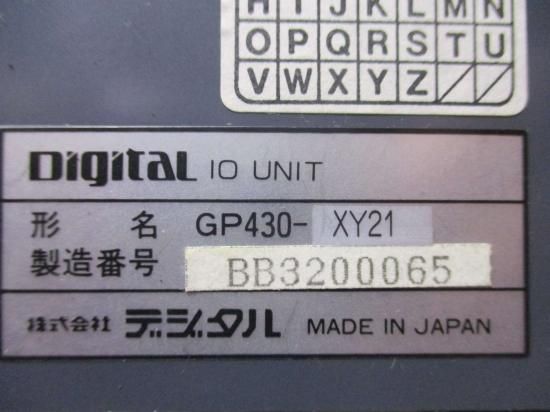 H I J K L M N
O P Q R S T U
V W X Y Z / /
Digital IO UNIT
形 名 GP430-XY21
製造番号 BB3200065
株式会社 デジタル MADE IN JAPAN